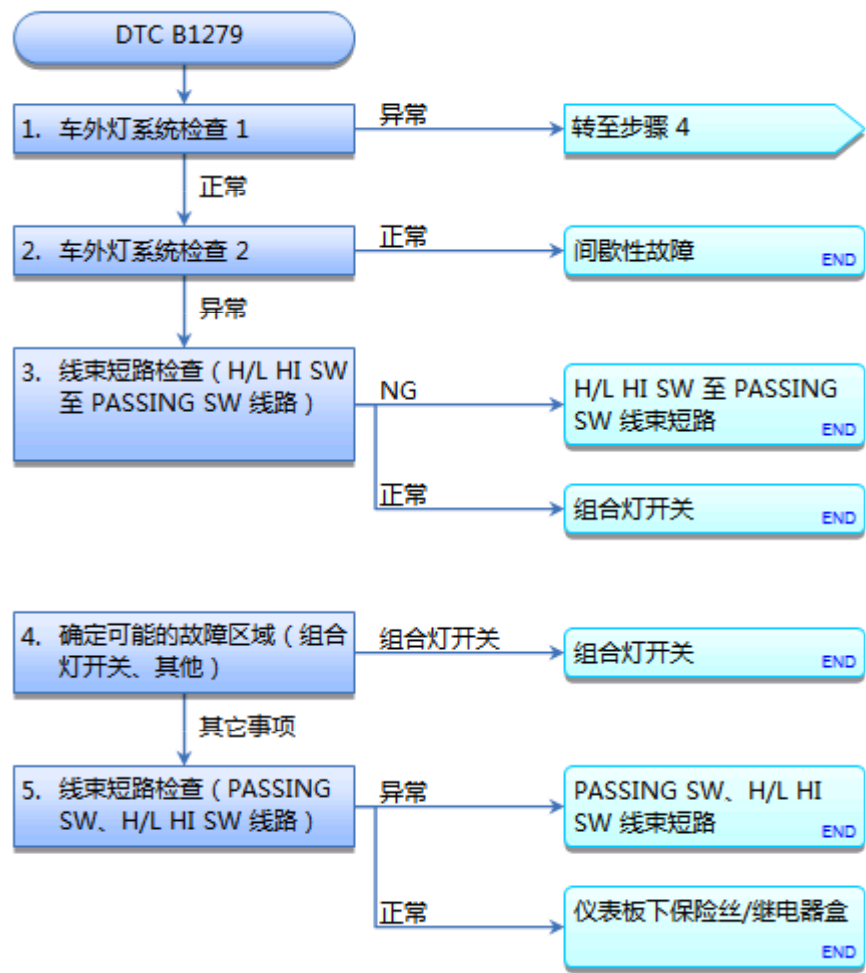 DTC B1279
1. 车外灯系统检查 1
异常
转至步骤 4
正常
2. 车外灯系统检查 2
正常
间歇性故障
END
异常
3. 线束短路检查（H/L HI SW
至 PASSING SW 线路）
NG
H/L HI SW 至 PASSING
SW 线束短路
END
正常
组合灯开关
END
4. 确定可能的故障区域（组合
灯开关、其他）
组合灯开关
组合灯开关
END
其它事项
5. 线束短路检查（PASSING
SW、H/L HI SW 线路）
异常
PASSING SW、H/L HI
SW 线束短路
END
正常
仪表板下保险丝/继电器盒
END